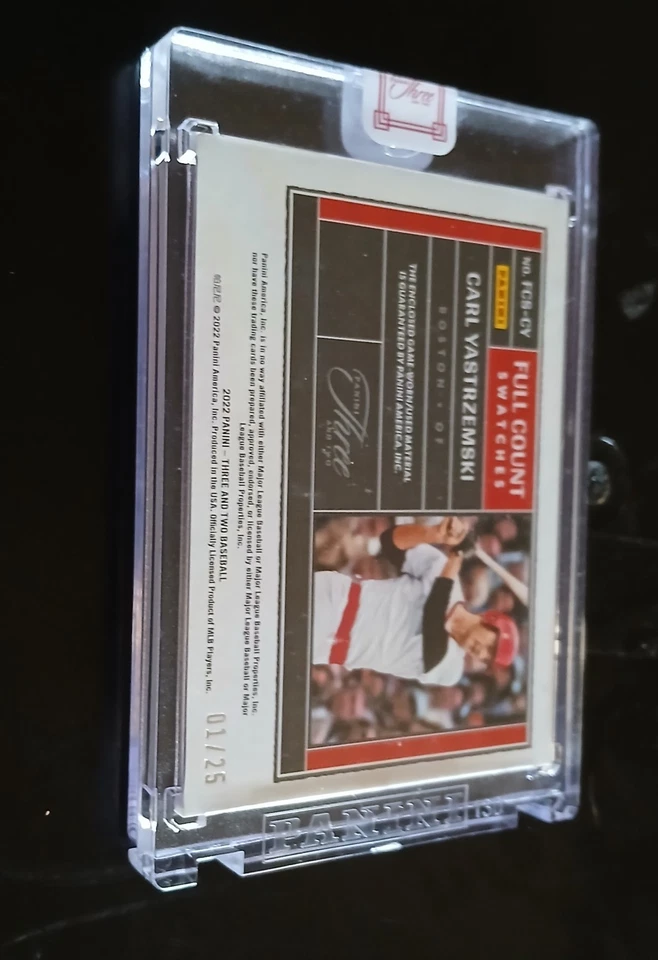 Three
NO. FCS-CY
PANINI
FULL COUNT
SWATCHES
CARL YASTRZEMSKI
BOSTON • OF
THE ENCLOSED GAME-WORN/USED MATERIAL
IS GUARANTEED BY PANINI AMERICA, INC.
PANINI
Three
AND TWO
Panini America, Inc. is in no way affiliated with either Major League Baseball or Major League Baseball Properties, Inc.
nor have these trading cards been prepared, approved, endorsed, or licensed by either Major League Baseball or Major
League Baseball Properties, Inc.
2022 PANINI – THREE AND TWO BASEBALL
© 2022 Panini America, Inc. Produced in the USA. Officially Licensed Product of MLB Players, Inc.
01/25
PANINI
130